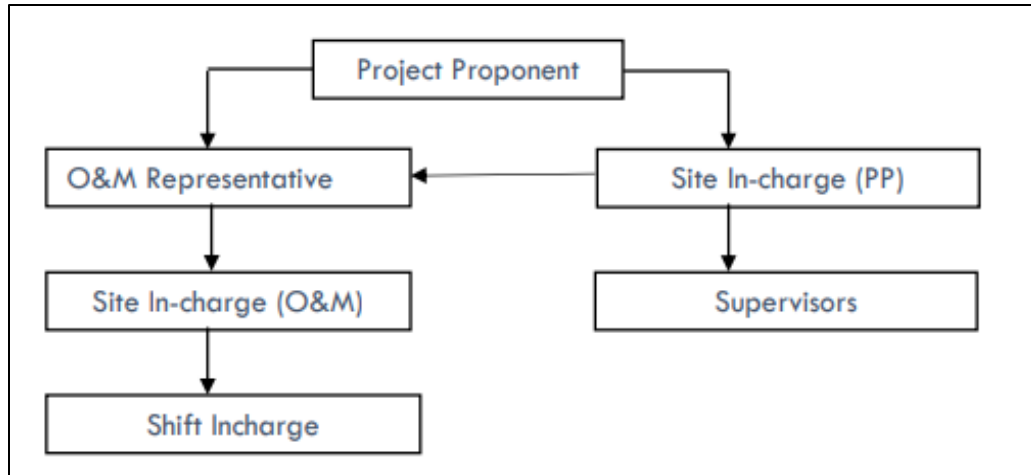 Project Proponent
O&M Representative
Site In-charge (PP)
Site In-charge (O&M)
Supervisors
Shift Incharge